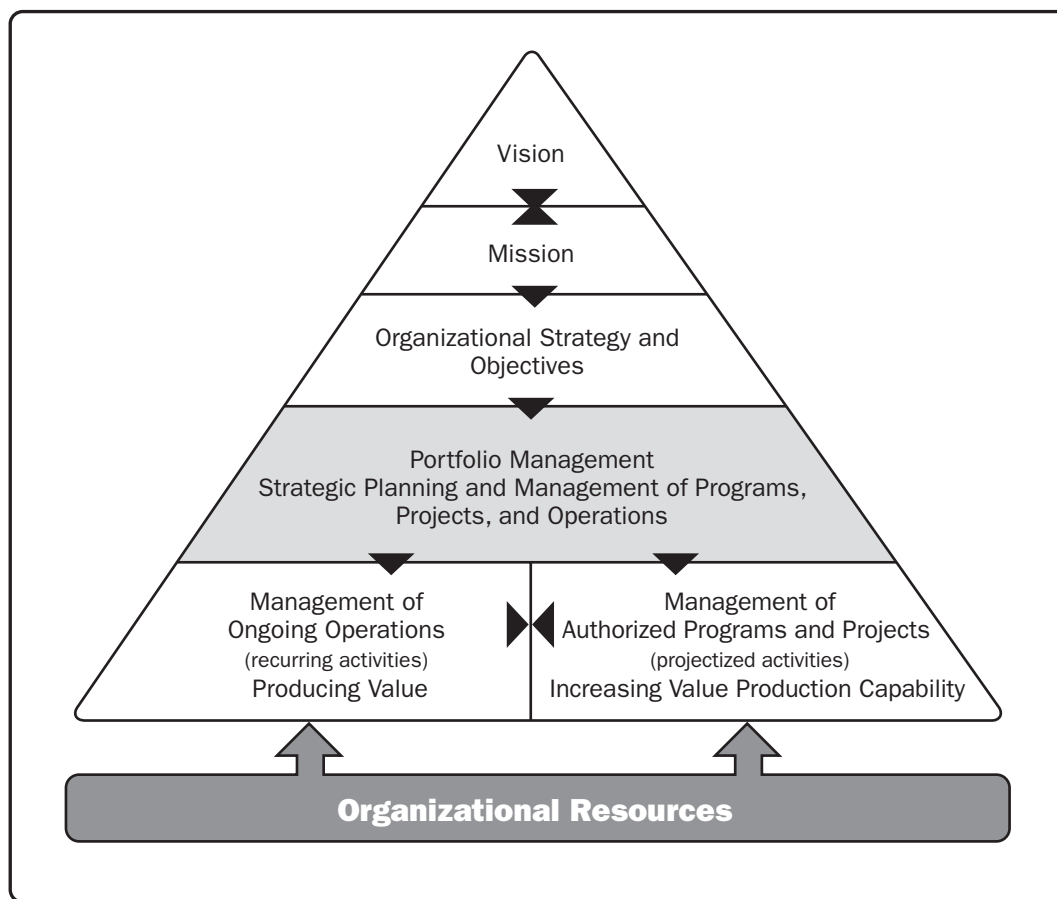 Vision
Mission
Organizational Strategy and
Objectives
Portfolio Management
Strategic Planning and Management of Programs,
Projects, and Operations
Management of
Ongoing Operations
(recurring activities)
Producing Value
Management of
Authorized Programs and Projects
(projectized activities)
Increasing Value Production Capability
Organizational Resources